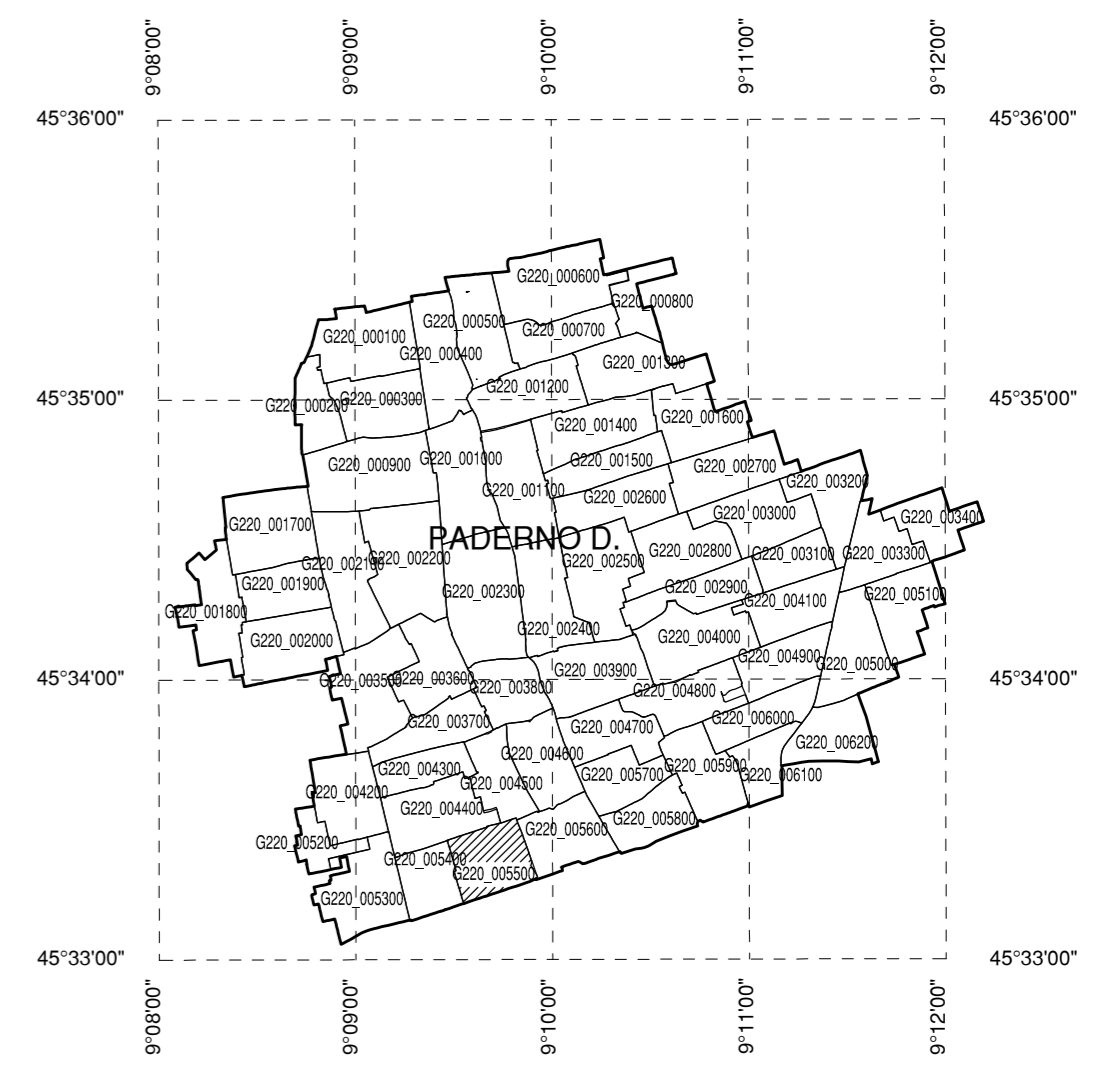 9°08'00"
9°09'00"
9°10'00"
9°11'00"
9°12'00"
45°36'00"
45°36'00"
G220_000600
G220_000800
G220_000500
G220_000700
G220_000100
G220_000400
G220_001300
G220_001200
45°35'00"
45°35'00"
G220_000200
G220_000300
G220_001600
G220_001400
G220_001000
G220_001500
G220_000900
G220_002700
G220_003200
G220_001100
G220_002600
G220_003000
G220_003400
G220_001700
PADERNO D.
G220_002100
G220_002200
G220_002500
G220_002800
G220_003100
G220_003300
G220_001900
G220_002300
G220_002900
G220_004100
G220_005100
G220_001800
G220_002400
G220_004000
G220_002000
G220_004900
G220_005000
G220_003900
45°34'00"
45°34'00"
G220_003500
G220_003600
G220_003800
G220_004800
G220_003700
G220_004700
G220_006000
G220_006200
G220_004600
G220_004300
G220_005700
G220_005900
G220_006100
G220_004500
G220_004200
G220_004400
G220_005800
G220_005600
G220_005200
G220_005400
G220_005500
G220_005300
45°33'00"
45°33'00"
9°08'00"
9°09'00"
9°10'00"
9°11'00"
9°12'00"